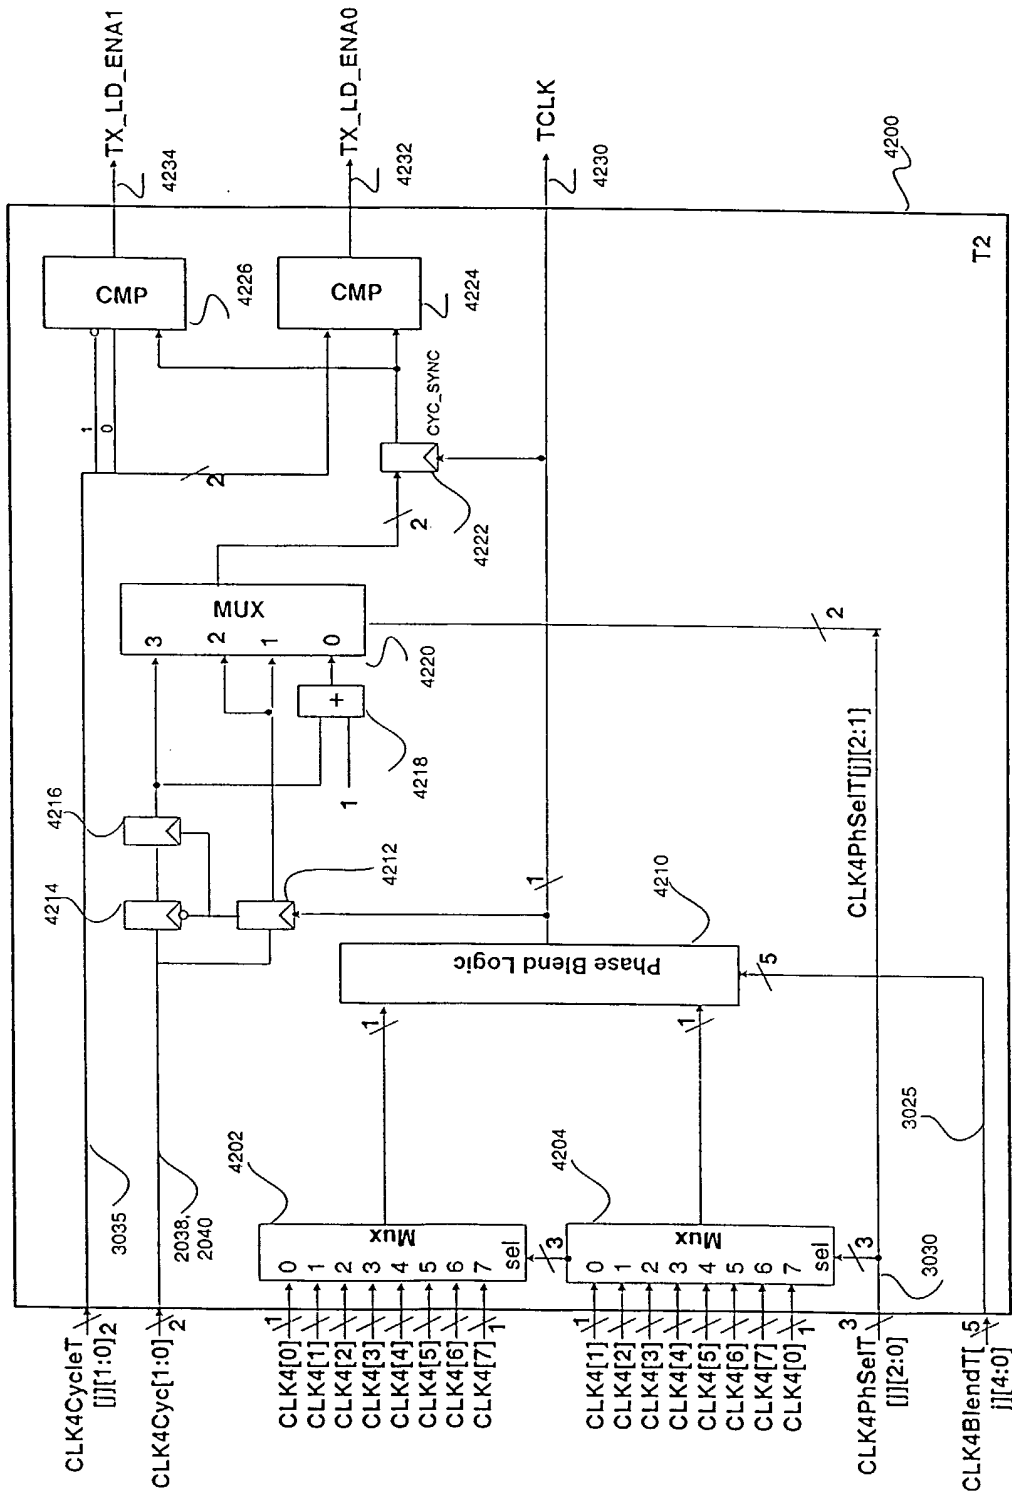 TX_LD_ENA1
4234
TX_LD_ENA0
4232
TCLK
4230
4200
T2
CMP
4226
CMP
4224
1
0
2
CYC_SYNC
4222
2
MUX
3
2
1
0
4220
2
+
4218
1
CLK4PhSelT[j][2:1]
4216
4214
4212
1
4210
Phase Blend Logic
5
1
1
3035
2038,
2040
4202
Mux
0
1
2
3
4
5
6
7
sel
3
4204
Mux
0
1
2
3
4
5
6
7
sel
3
3030
3025
CLK4CycleT
[j][1:0]
2
CLK4Cyc[1:0]
2
CLK4[0]
1
CLK4[1]
CLK4[2]
CLK4[3]
CLK4[4]
CLK4[5]
CLK4[6]
CLK4[7]
1
CLK4[1]
1
CLK4[2]
CLK4[3]
CLK4[4]
CLK4[5]
CLK4[6]
CLK4[7]
CLK4[0]
1
CLK4PhSelT
[j][2:0]
3
CLK4BlendT[
j][4:0]
5